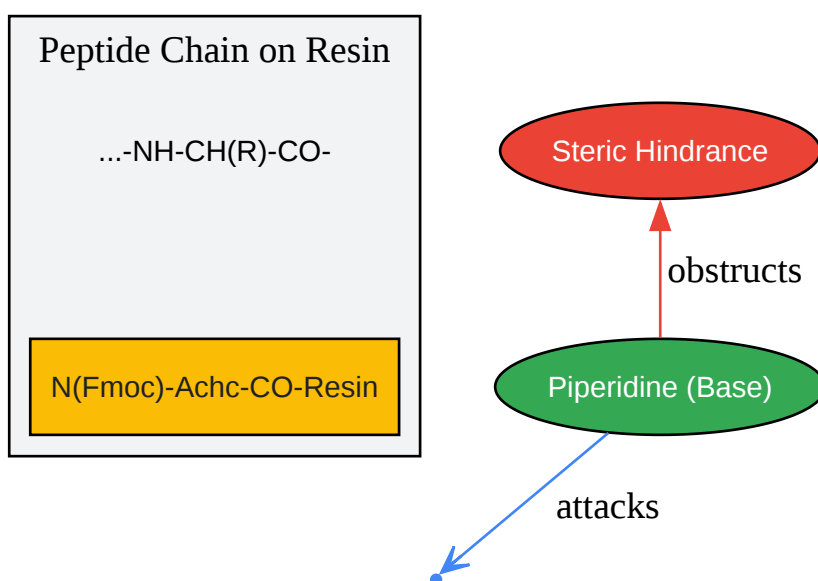 Peptide Chain on Resin
...-NH-CH(R)-CO-
Steric Hindrance
obstructs
N(Fmoc)-Achc-CO-Resin
Piperidine (Base)
attacks